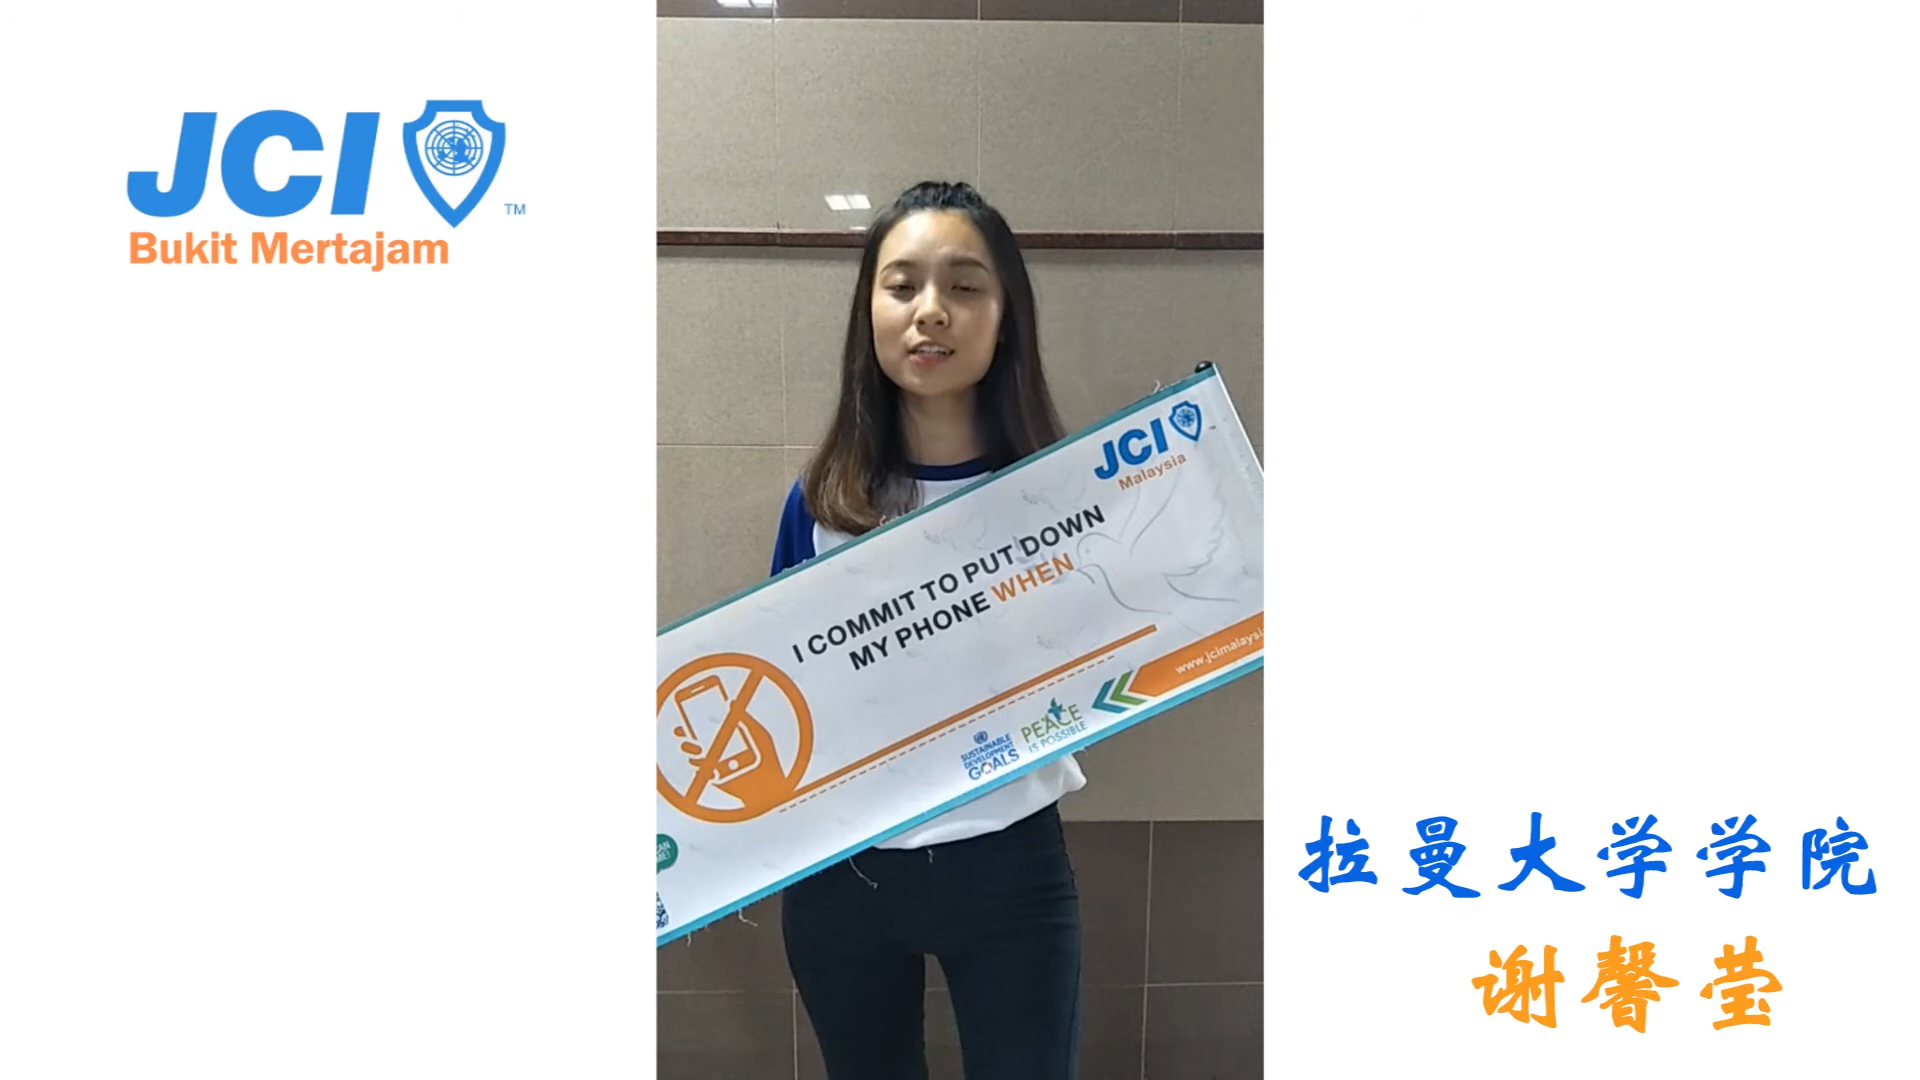 JCI TM
Bukit Mertajam
JCI
Malaysia
I COMMIT TO PUT DOWN
MY PHONE WHEN
www.jcimalaysi
SUSTAINABLE
DEVELOPMENT
GOALS
PEACE
IS POSSIBLE
拉曼大学学院
谢馨莹